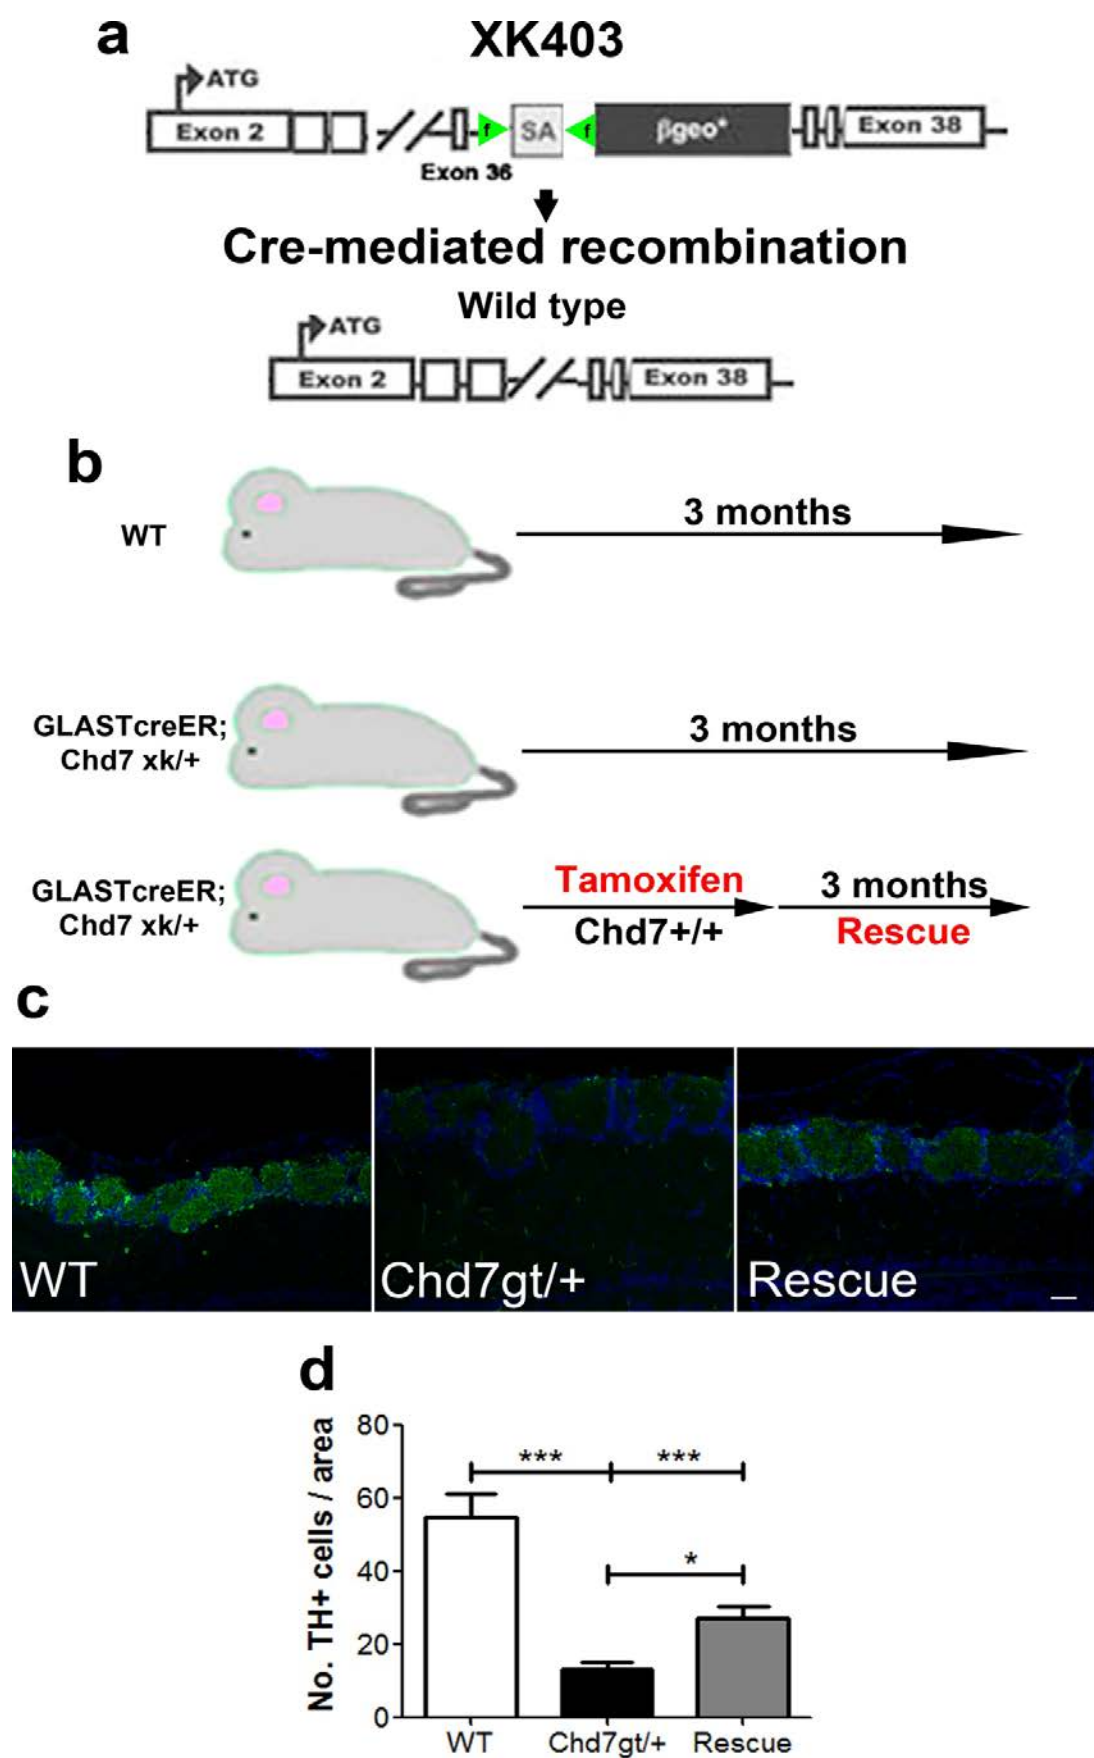 a
XK403
ATG
Exon 2
f
SA
f
βgeo*
Exon 38
Exon 36
Cre-mediated recombination
Wild type
ATG
Exon 2
Exon 38
b
WT
3 months
GLASTcreER;
Chd7 xk/+
3 months
GLASTcreER;
Chd7 xk/+
Tamoxifen
Chd7+/+
3 months
Rescue
c
WT
Chd7gt/+
Rescue
d
No. TH+ cells / area
80
60
40
20
0
***
***
*
WT
Chd7gt/+
Rescue